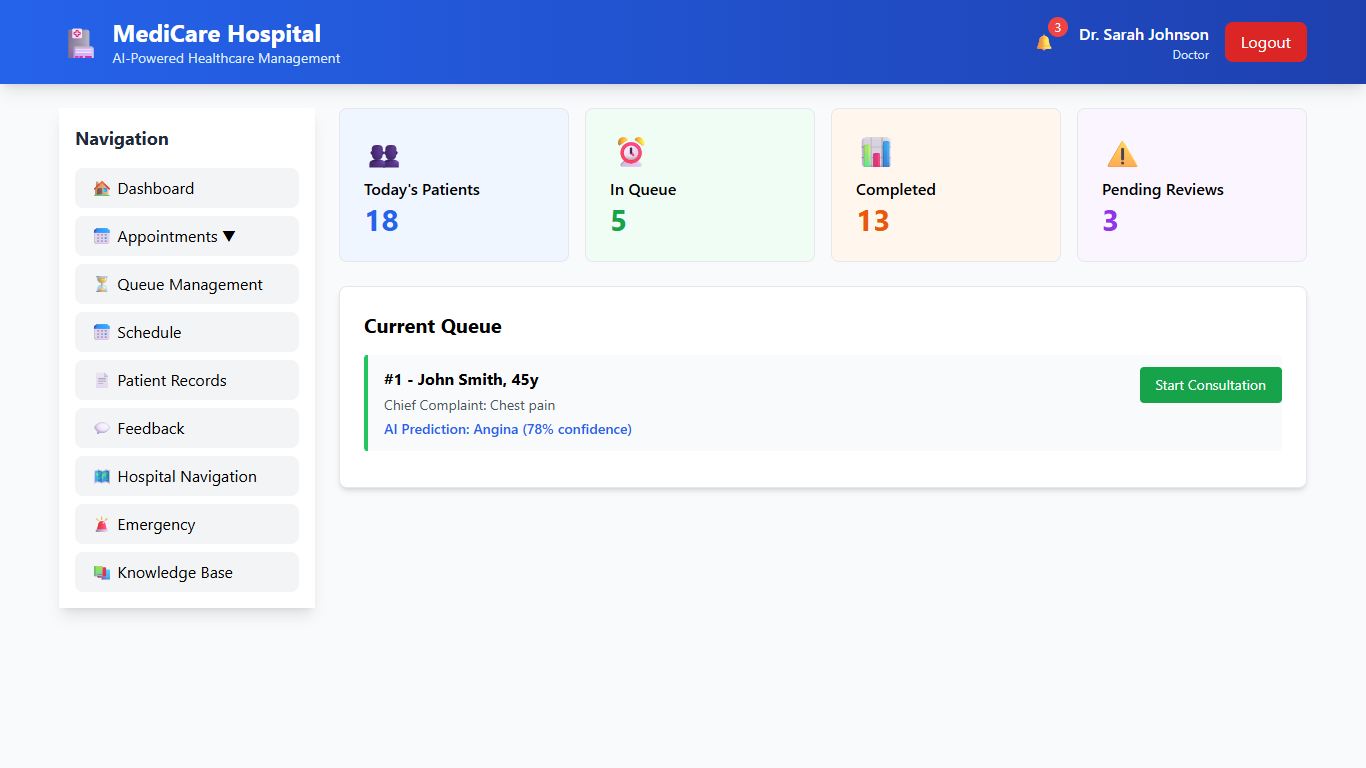 MediCare Hospital
AI-Powered Healthcare Management
3
Dr. Sarah Johnson
Doctor
Logout
Navigation
Dashboard
Appointments ▼
Queue Management
Schedule
Patient Records
Feedback
Hospital Navigation
Emergency
Knowledge Base
Today's Patients
18
In Queue
5
Completed
13
Pending Reviews
3
Current Queue
#1 - John Smith, 45y
Chief Complaint: Chest pain
AI Prediction: Angina (78% confidence)
Start Consultation